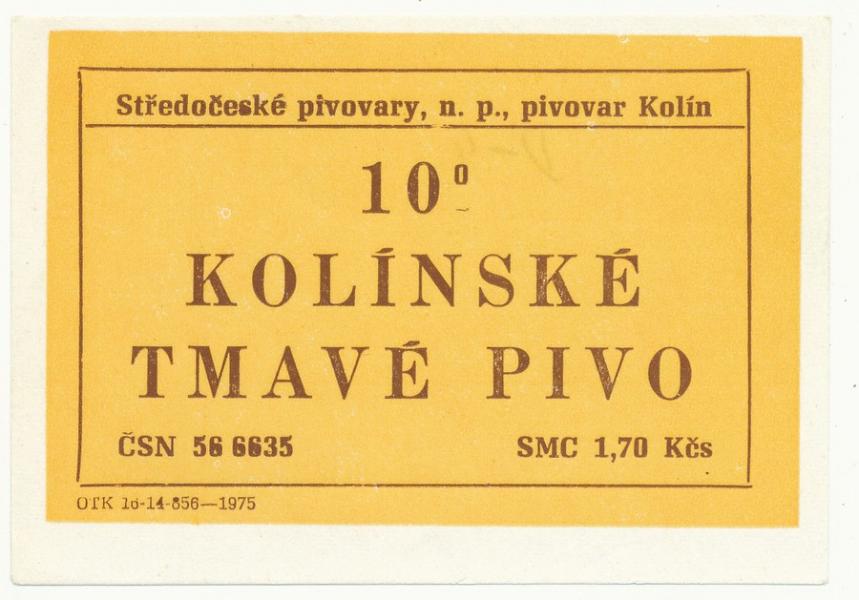 Středočeské pivovary, n. p., pivovar Kolín
10⁰
KOLÍNSKÉ
TMAVÉ PIVO
ČSN 56 6635
SMC 1,70 Kčs
OTK 16-14-856—1975